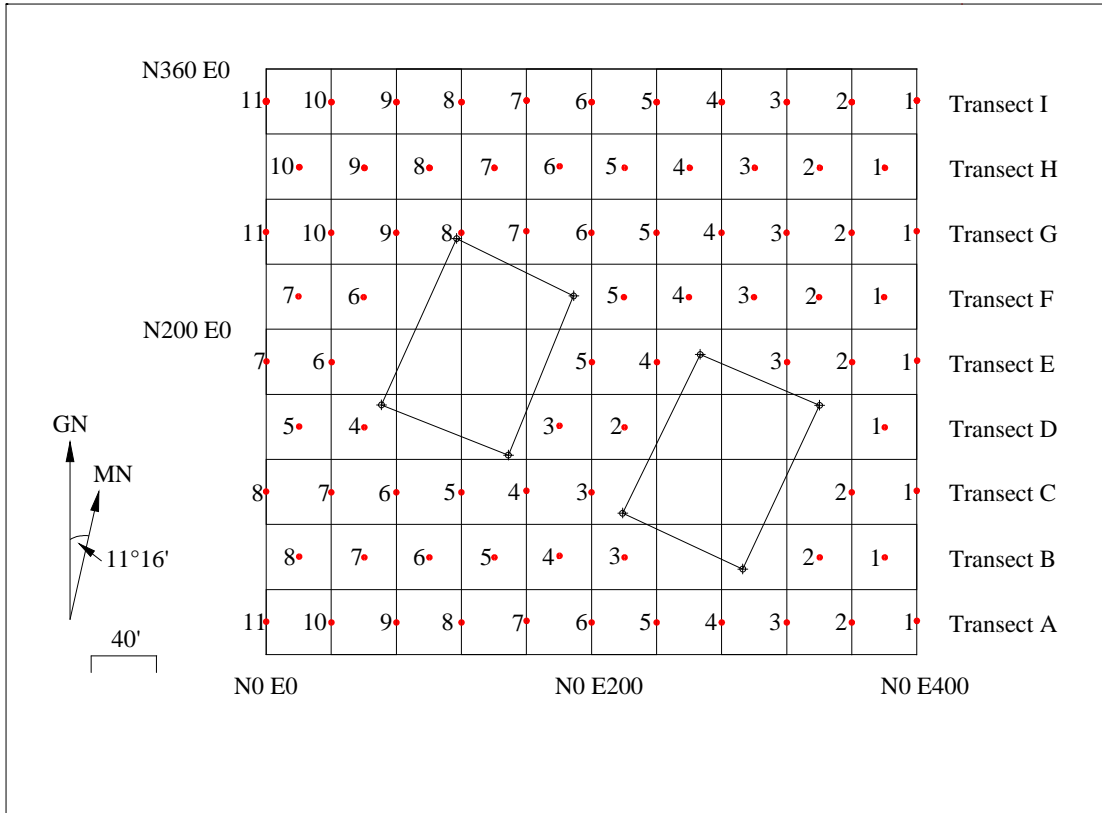 N360 E0
11 10 9 8 7 6 5 4 3 2 1 Transect I
10 9 8 7 6 5 4 3 2 1 Transect H
11 10 9 8 7 6 5 4 3 2 1 Transect G
7 6 5 4 3 2 1 Transect F
N200 E0
7 6 5 4 3 2 1 Transect E
GN
5 4 3 2 1 Transect D
MN
8 7 6 5 4 3 2 1 Transect C
11°16'
8 7 6 5 4 3 2 1 Transect B
11 10 9 8 7 6 5 4 3 2 1 Transect A
40'
N0 E0 N0 E200 N0 E400